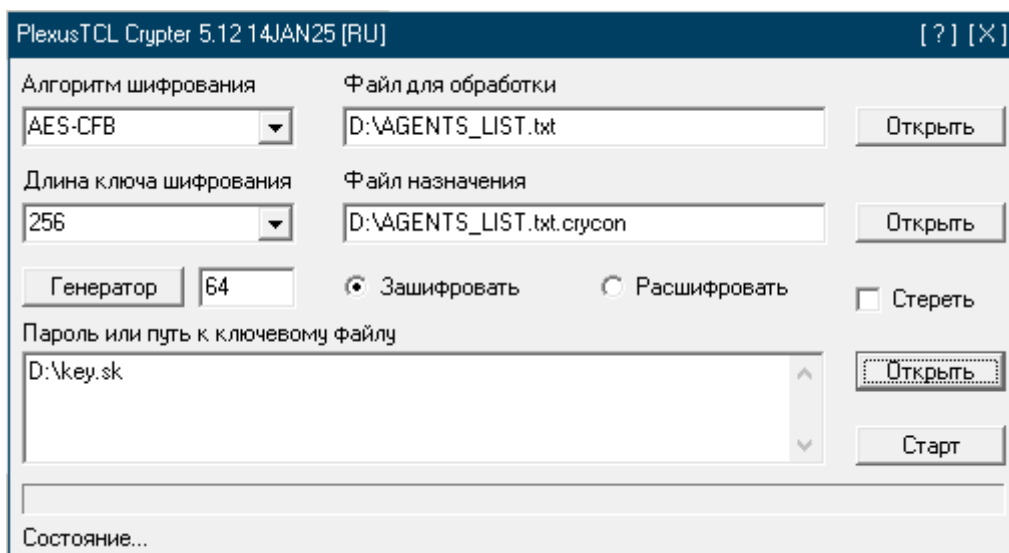 PlexusTCL Crypter 5.12 14JAN25 [RU] [ ? ] [X]
Алгоритм шифрования Файл для обработки
AES-CFB D:\AGENTS_LIST.txt Открыть
Длина ключа шифрования Файл назначения
256 D:\AGENTS_LIST.txt.crycon Открыть
Генератор 64 Зашифровать Расшифровать Стереть
Пароль или путь к ключевому файлу
D:\key.sk Открыть
Старт
Состояние...